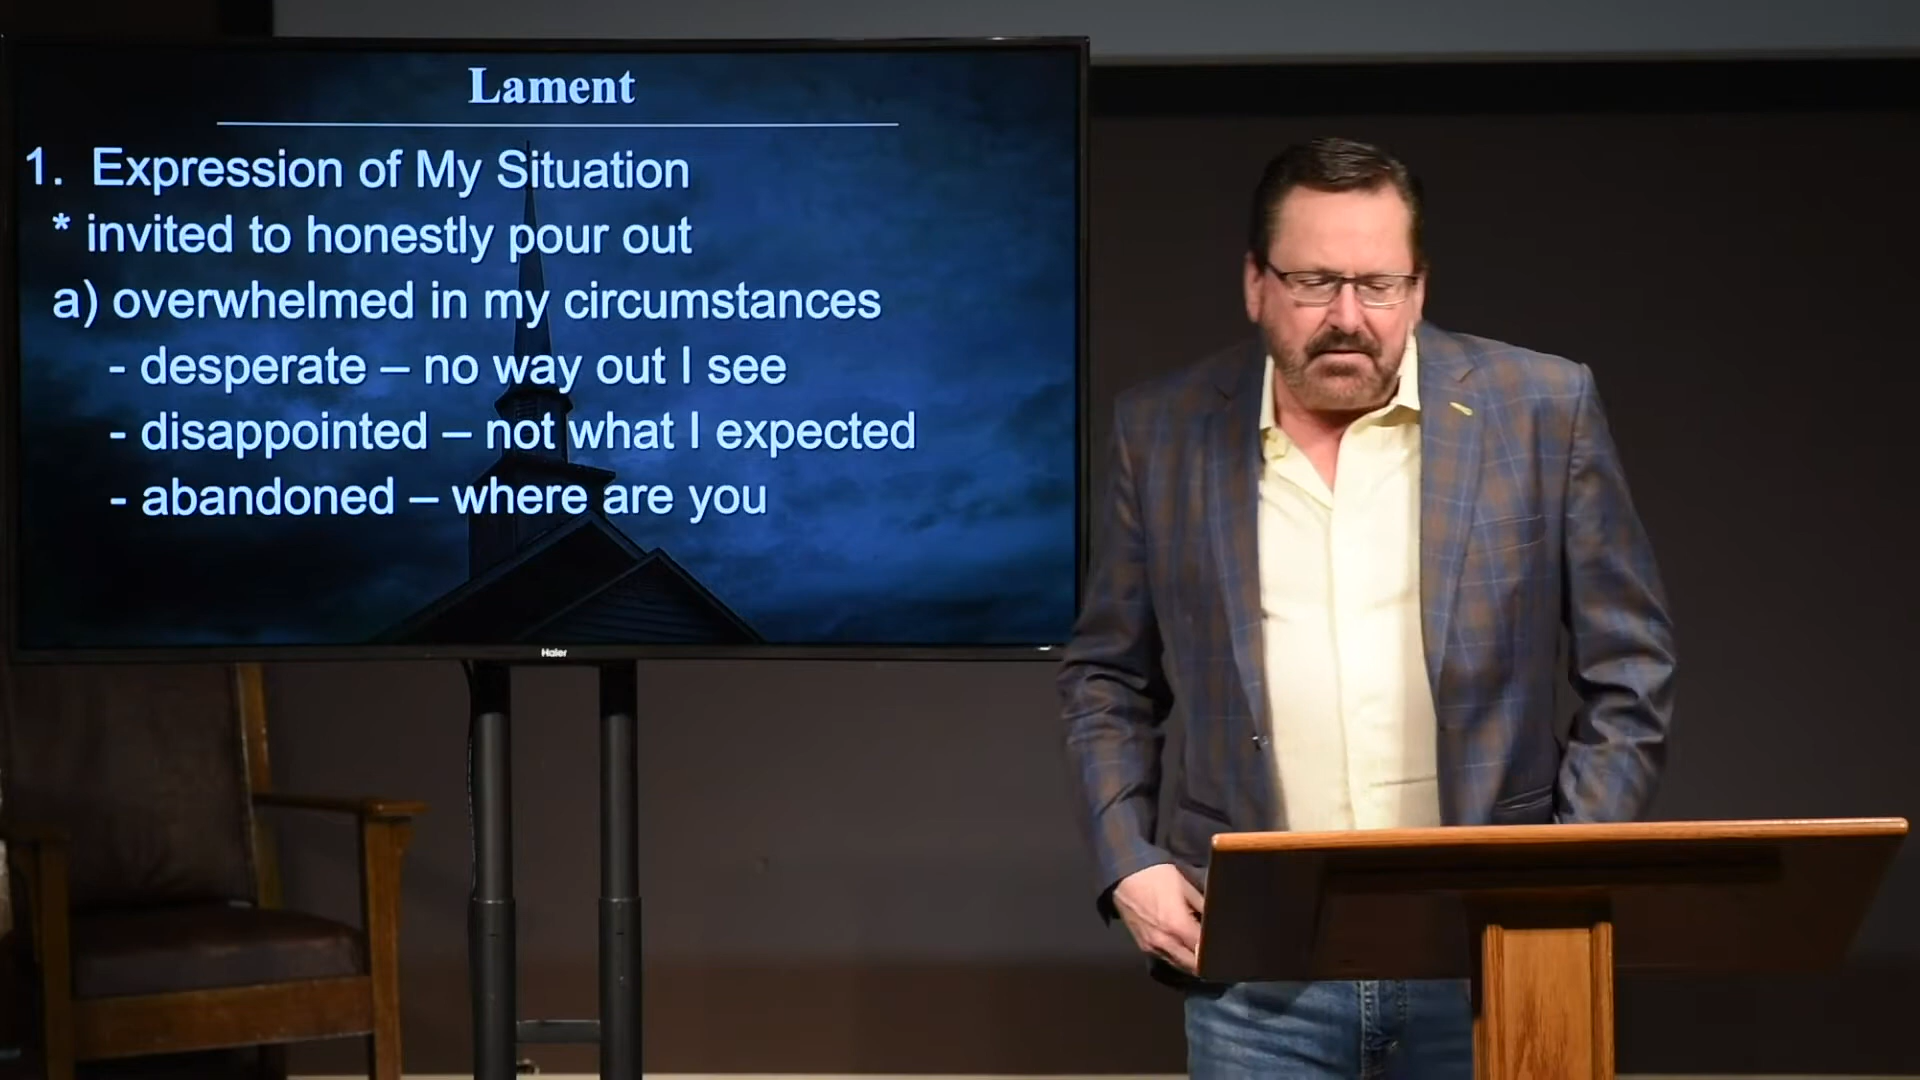 Lament
1. Expression of My Situation
* invited to honestly pour out
a) overwhelmed in my circumstances
- desperate – no way out I see
- disappointed – not what I expected
- abandoned – where are you
Haier